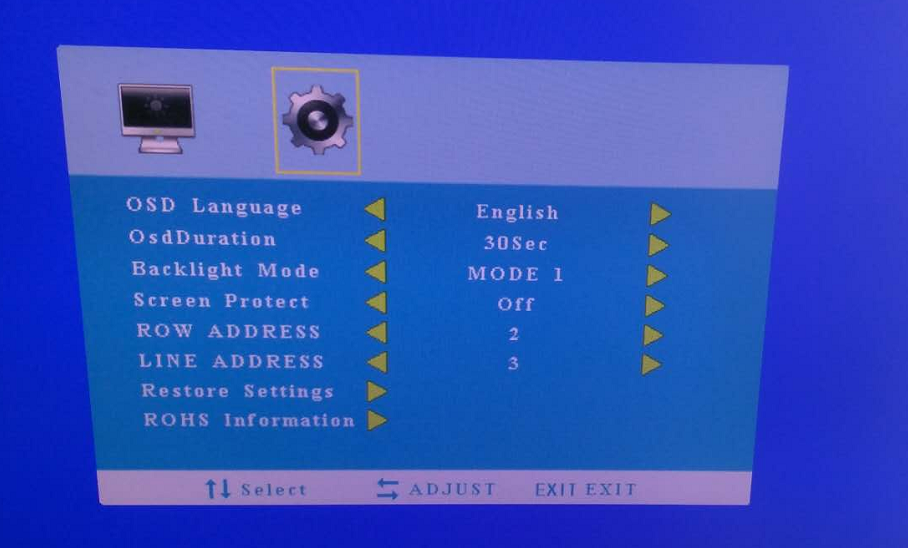 OSD Language English
OsdDuration 30Sec
Backlight Mode MODE 1
Screen Protect Off
ROW ADDRESS 2
LINE ADDRESS 3
Restore Settings
ROHS Information
Select ADJUST EXIT EXIT